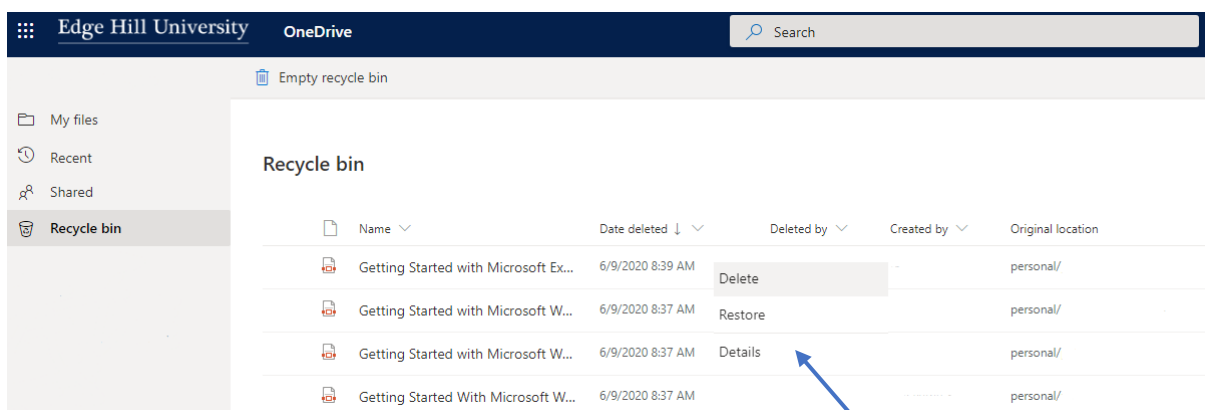 Edge Hill University OneDrive Search
Empty recycle bin
My files
Recent
Shared
Recycle bin
Recycle bin
Name Date deleted Deleted by Created by Original location
Getting Started with Microsoft Ex... 6/9/2020 8:39 AM personal/
Delete
Getting Started with Microsoft W... 6/9/2020 8:37 AM personal/
Restore
Getting Started with Microsoft W... 6/9/2020 8:37 AM personal/
Details
Getting Started With Microsoft W... 6/9/2020 8:37 AM personal/